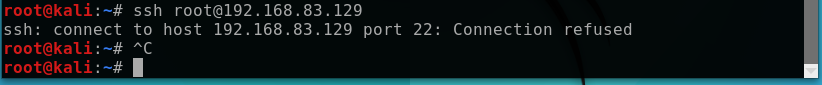 root@kali:~# ssh root@192.168.83.129
ssh: connect to host 192.168.83.129 port 22: Connection refused
root@kali:~# ^C
root@kali:~#